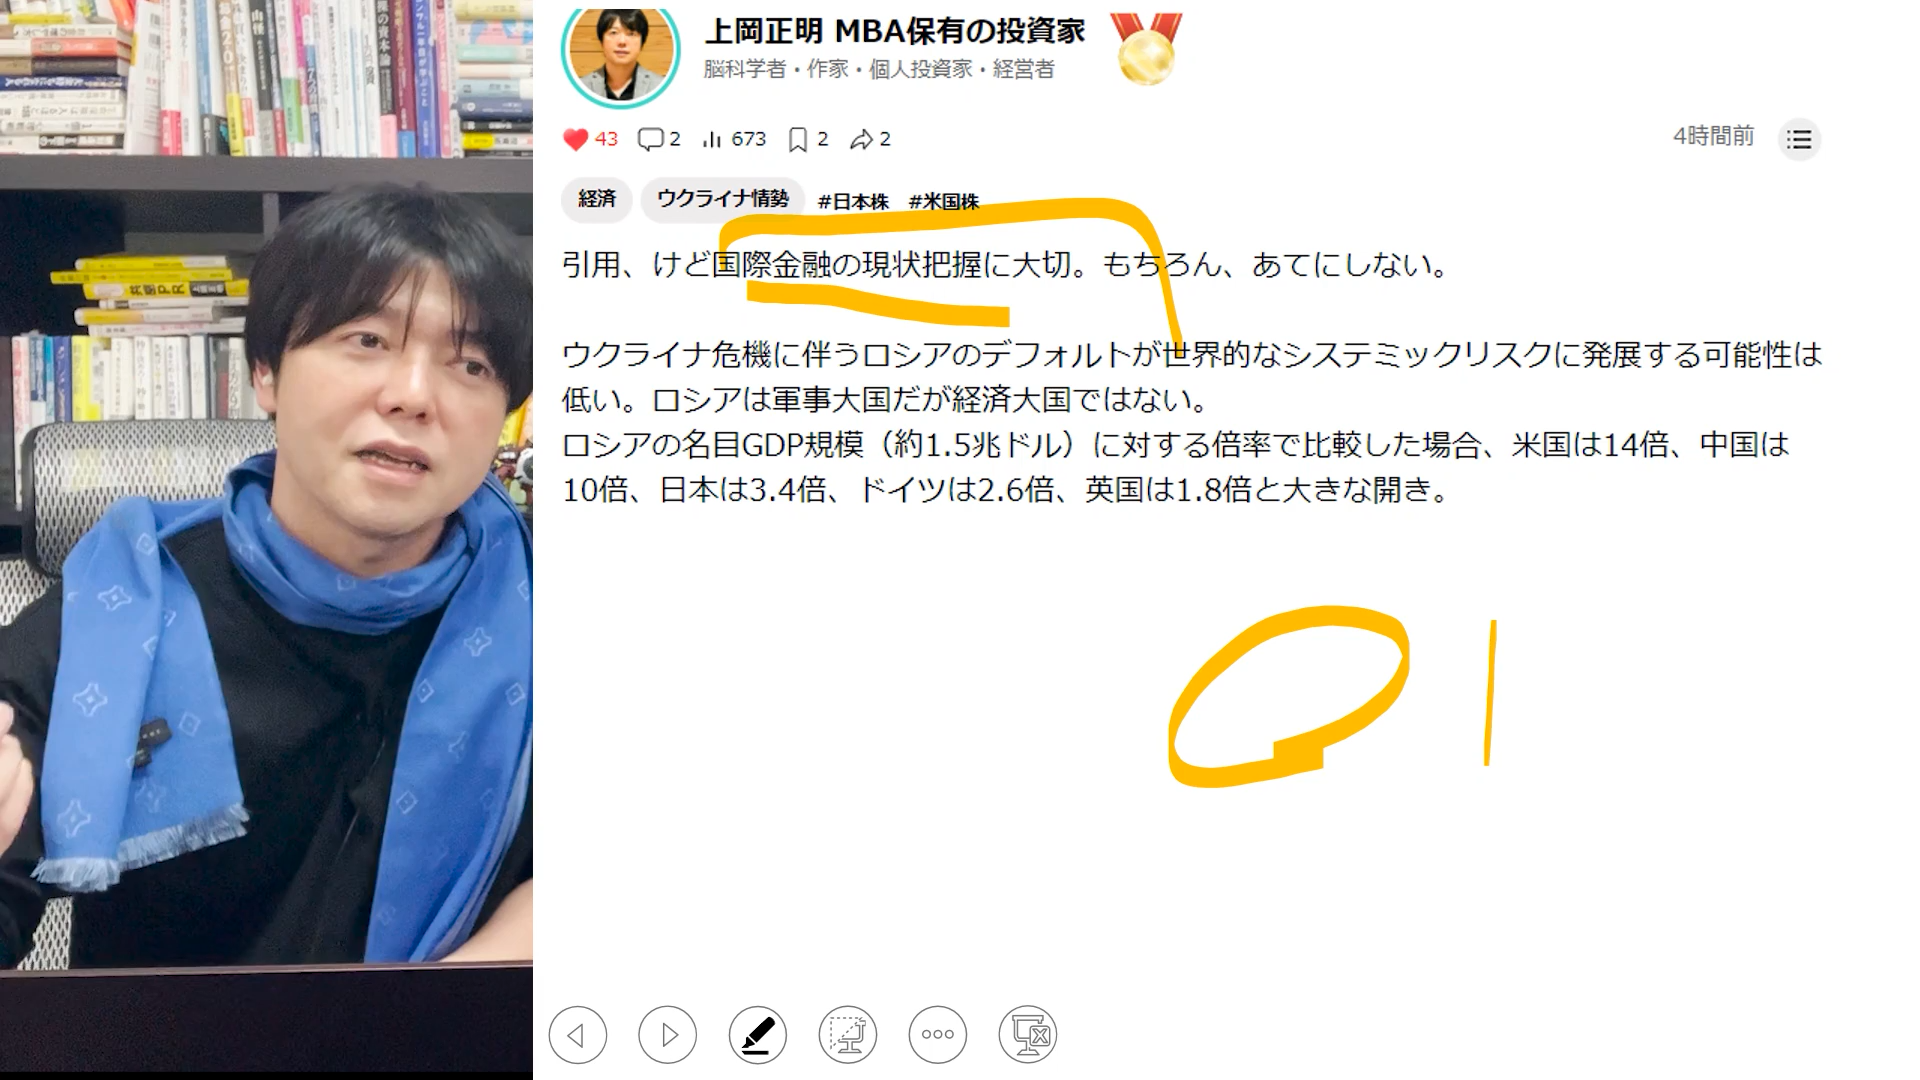 上岡正明 MBA保有の投資家
脳科学者・作家・個人投資家・経営者
43 2 673 2 2
4時間前
経済 ウクライナ情勢 #日本株 #米国株
引用、けど国際金融の現状把握に大切。もちろん、あてにしない。
ウクライナ危機に伴うロシアのデフォルトが世界的なシステミックリスクに発展する可能性は
低い。ロシアは軍事大国だが経済大国ではない。
ロシアの名目GDP規模（約1.5兆ドル）に対する倍率で比較した場合、米国は14倍、中国は
10倍、日本は3.4倍、ドイツは2.6倍、英国は1.8倍と大きな開き。